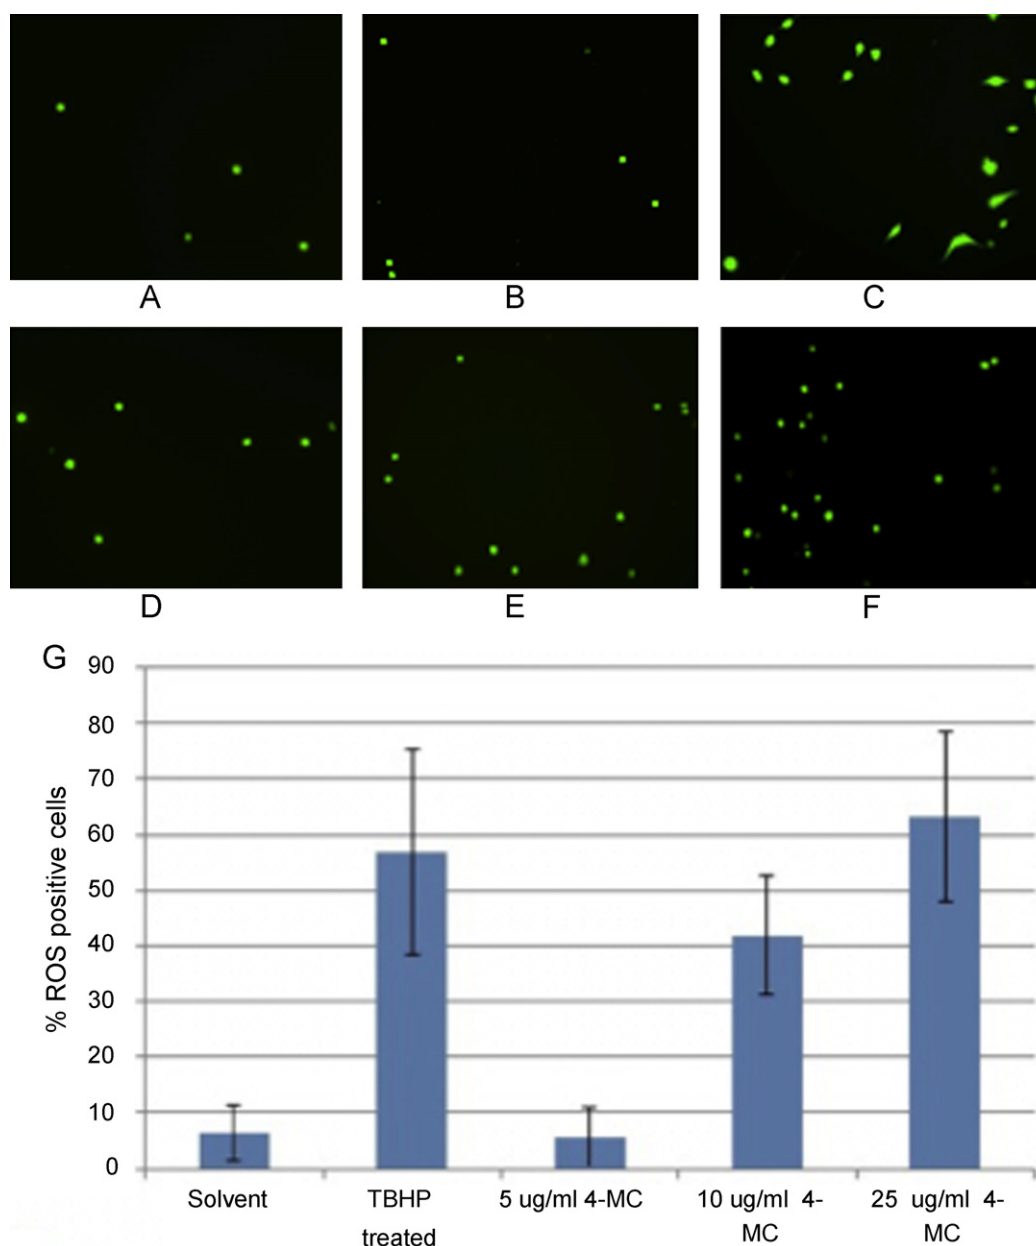 A
B
C
D
E
F
G
% ROS positive cells
90
80
70
60
50
40
30
20
10
0
Solvent
TBHP
treated
5 ug/ml 4-MC
10 ug/ml 4-
MC
25 ug/ml 4-
MC